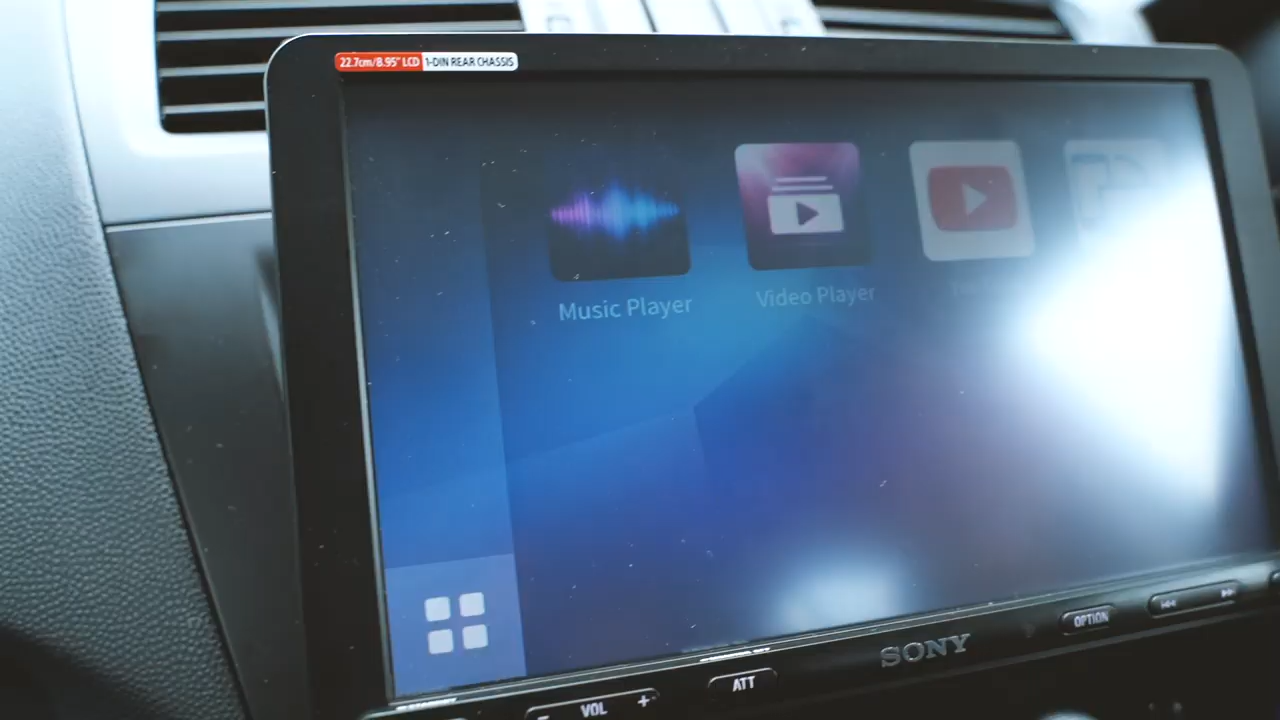 22.7cm/8.95" LCD 1-DIN REAR CHASSIS
Music Player
Video Player
SONY
OPTION
ATT
- VOL +